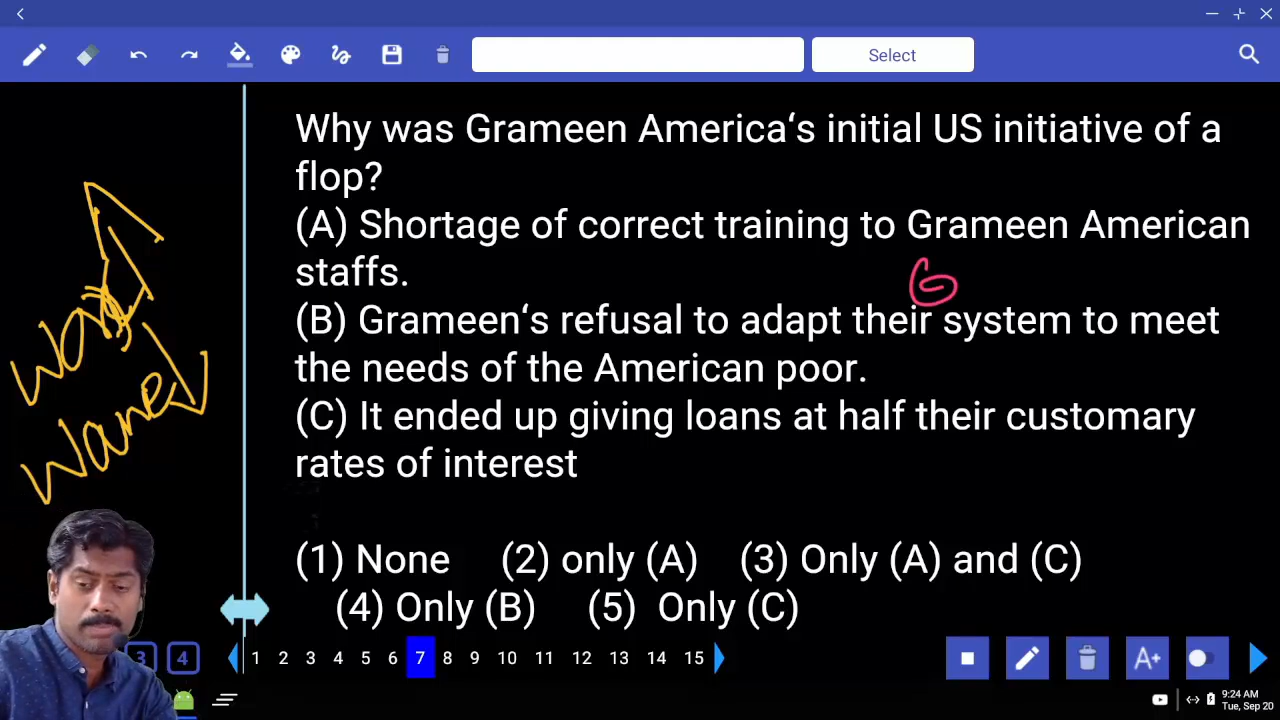 Select
Why was Grameen America‘s initial US initiative of a
flop?
(A) Shortage of correct training to Grameen American
staffs.
(B) Grameen‘s refusal to adapt their system to meet
the needs of the American poor.
(C) It ended up giving loans at half their customary
rates of interest
(1) None (2) only (A) (3) Only (A) and (C)
(4) Only (B) (5) Only (C)
waned
3 4 1 2 3 4 5 6 7 8 9 10 11 12 13 14 15 A+
9:24 AM
Tue, Sep 20